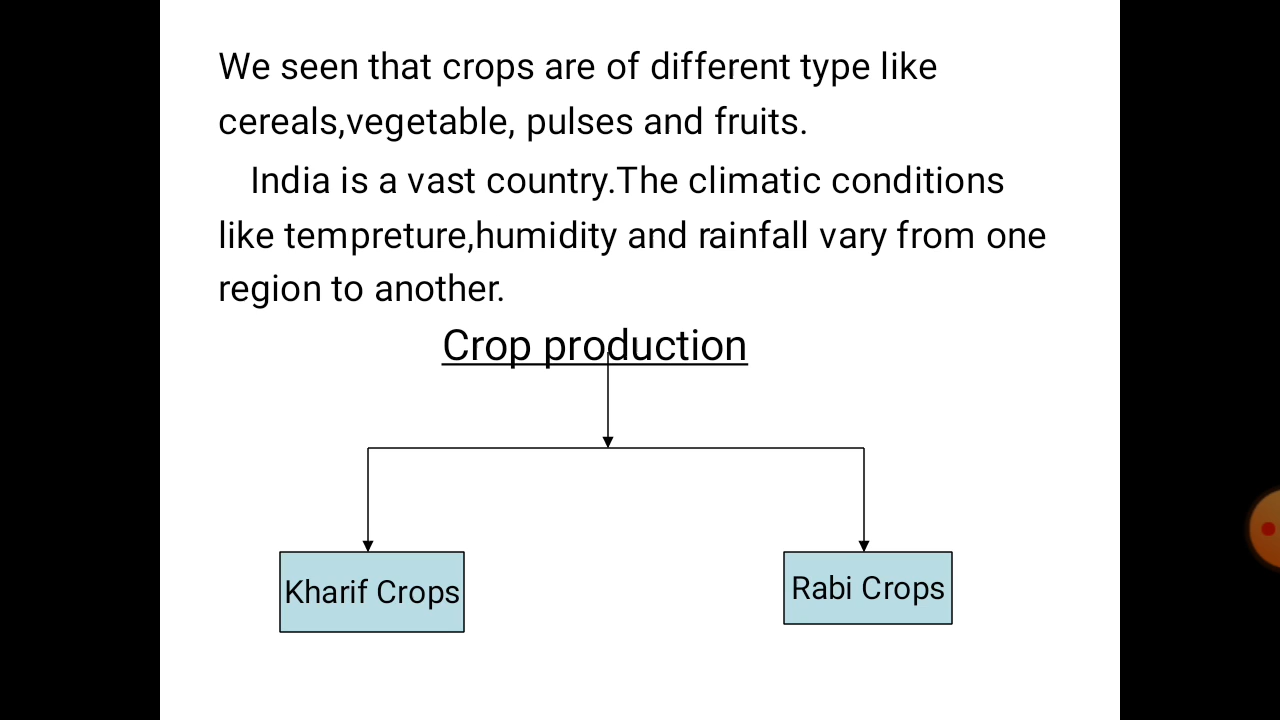 We seen that crops are of different type like
cereals,vegetable, pulses and fruits.
India is a vast country.The climatic conditions
like tempreture,humidity and rainfall vary from one
region to another.
Crop production
Kharif Crops
Rabi Crops